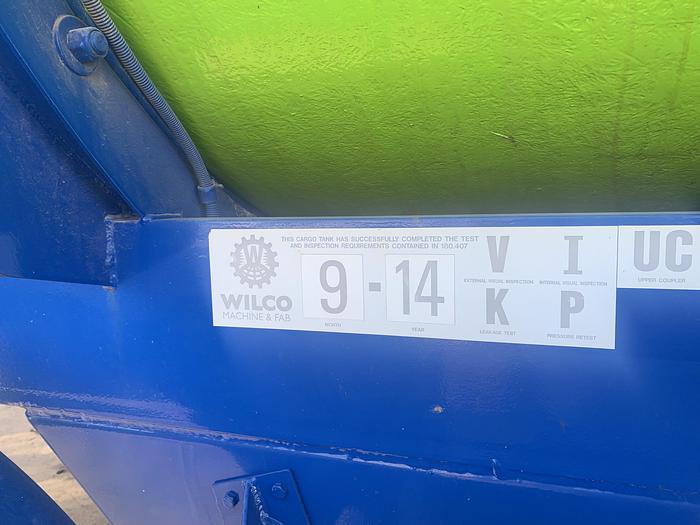 THIS CARGO TANK HAS SUCCESSFULLY COMPLETED THE TEST
AND INSPECTION REQUIREMENTS CONTAINED IN 180.407
W
WILCO
MACHINE & FAB
9 - 14
MONTH YEAR
V I
EXTERNAL VISUAL INSPECTION INTERNAL VISUAL INSPECTION
K P
LEAKAGE TEST PRESSURE RETEST
UC
UPPER COUPLER